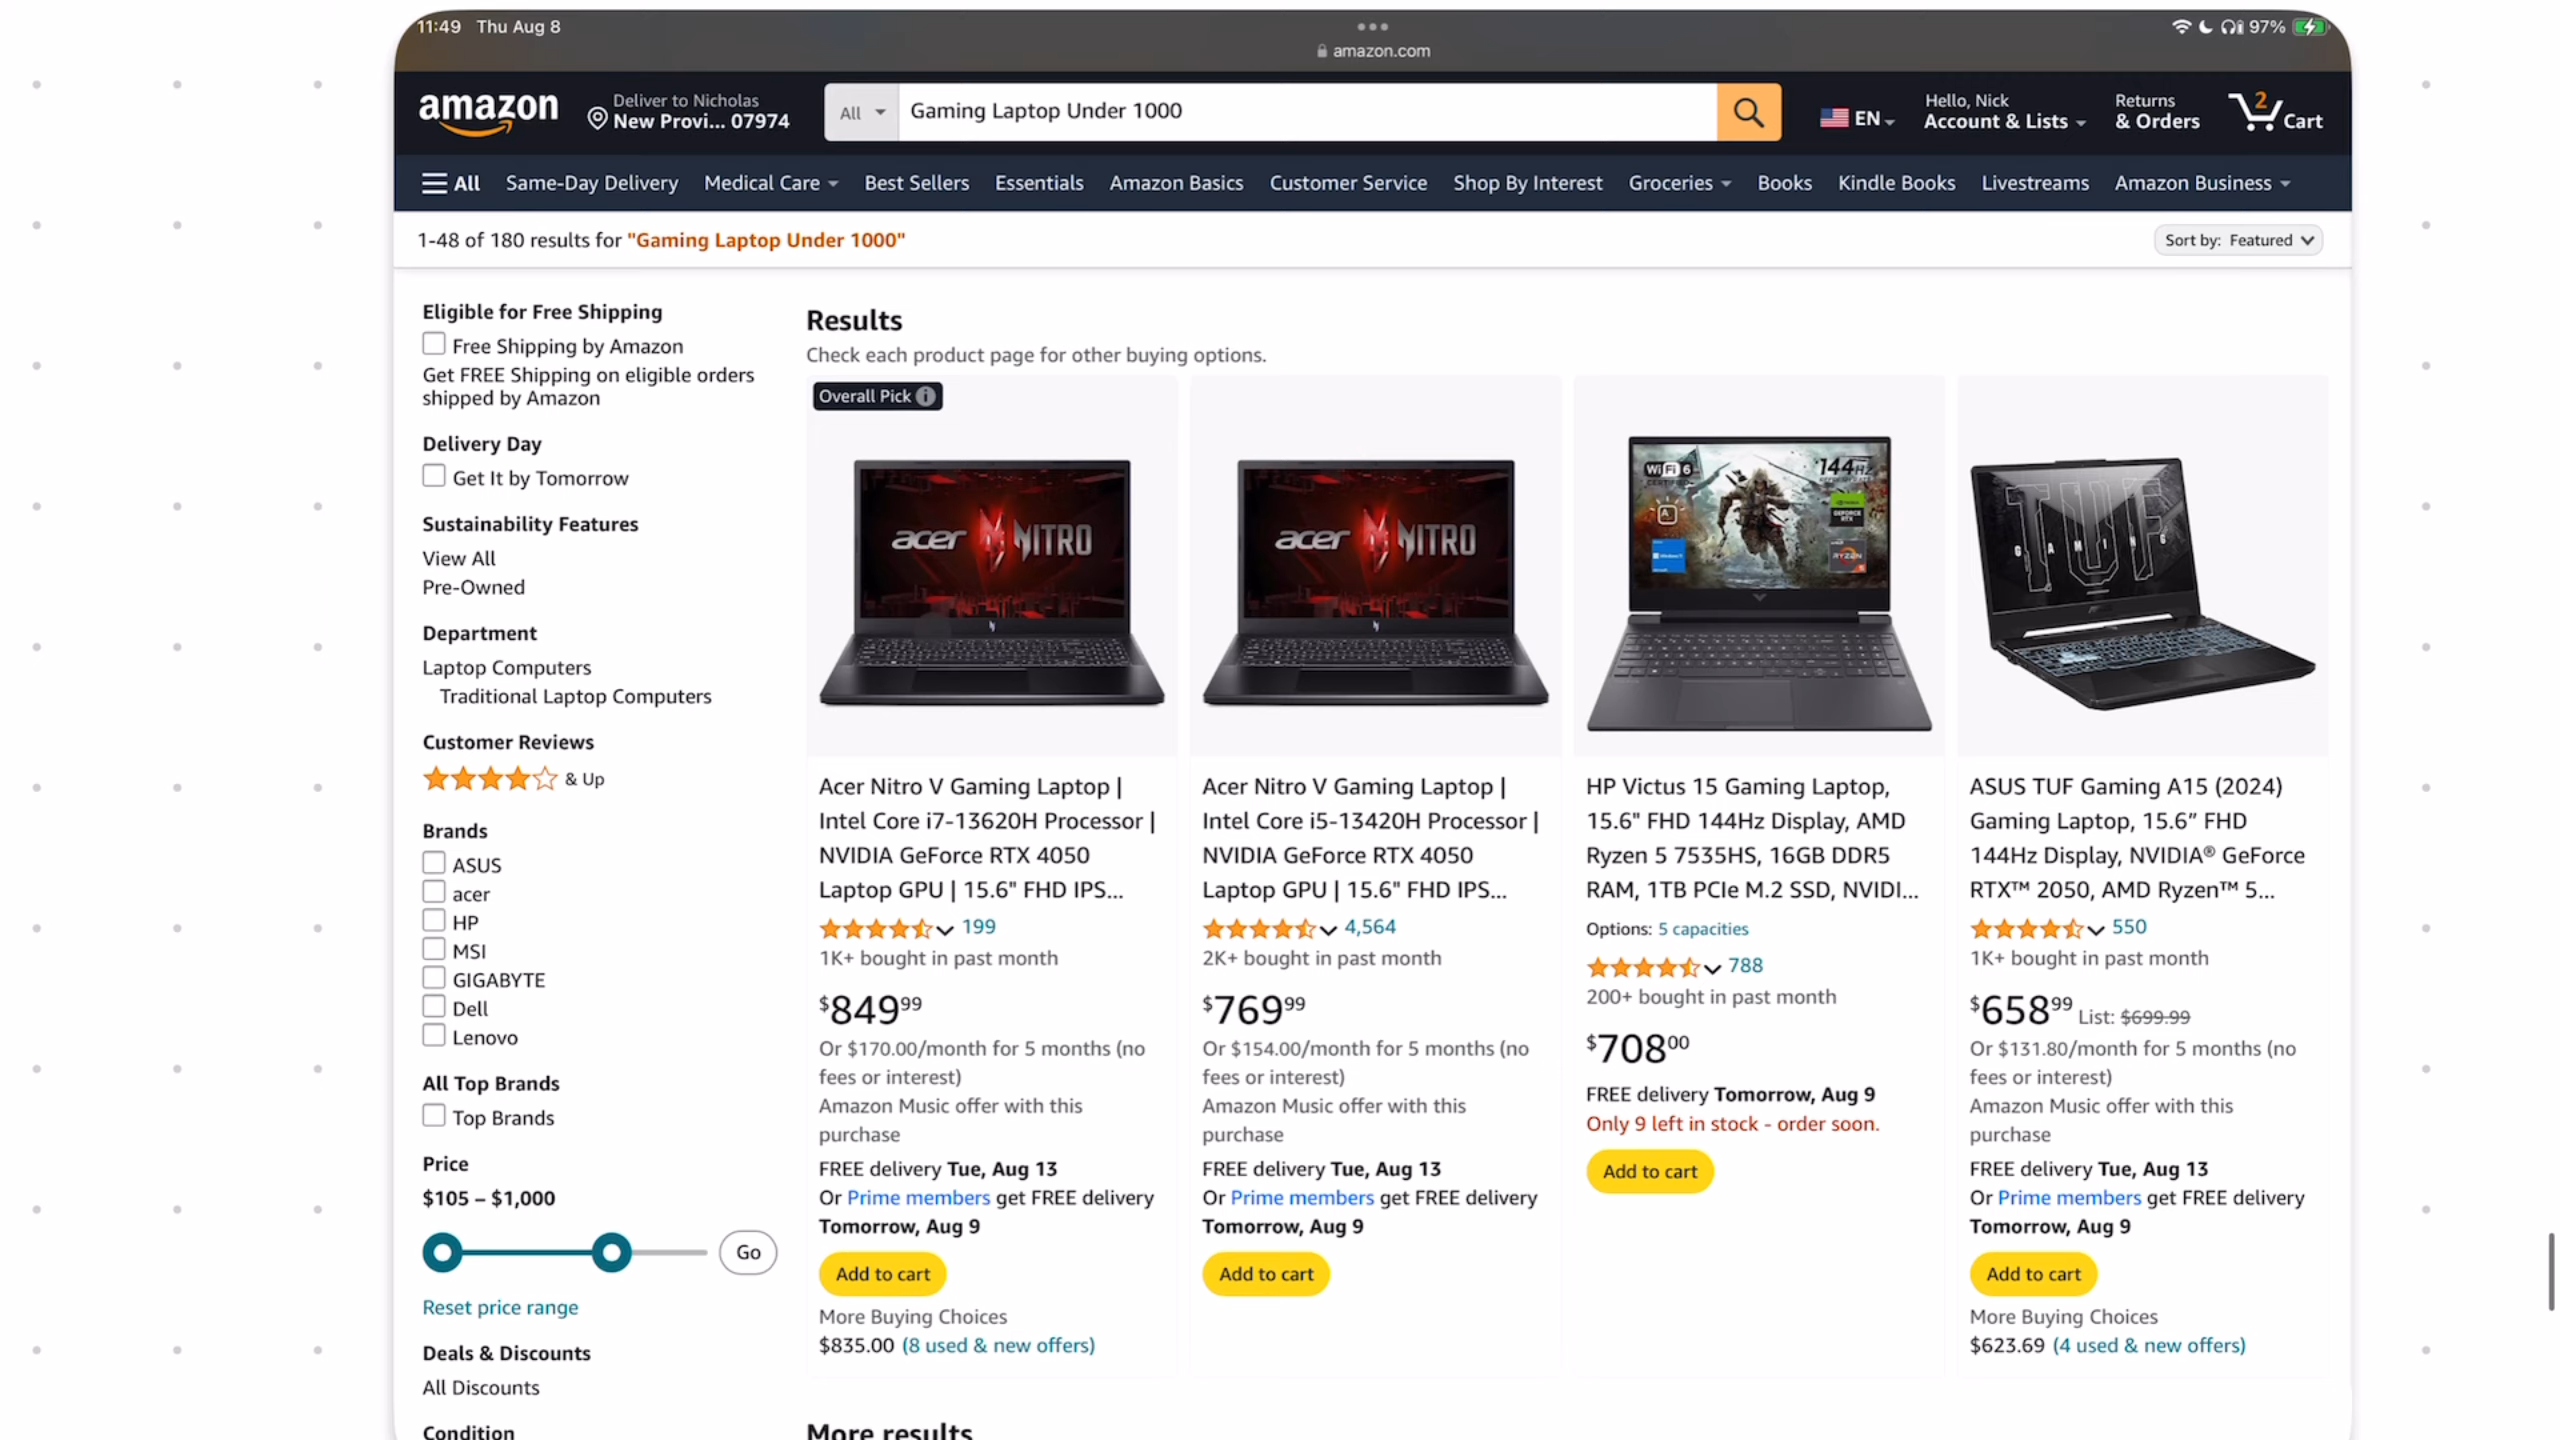 11:49 Thu Aug 8
97%
amazon.com
amazon
Deliver to Nicholas
New Provi... 07974
All
Gaming Laptop Under 1000
EN
Hello, Nick
Account & Lists
Returns
& Orders
2
Cart
All Same-Day Delivery Medical Care Best Sellers Essentials Amazon Basics Customer Service Shop By Interest Groceries Books Kindle Books Livestreams Amazon Business
1-48 of 180 results for "Gaming Laptop Under 1000"
Sort by: Featured
Eligible for Free Shipping
Free Shipping by Amazon
Get FREE Shipping on eligible orders
shipped by Amazon
Delivery Day
Get It by Tomorrow
Sustainability Features
View All
Pre-Owned
Department
Laptop Computers
Traditional Laptop Computers
Customer Reviews
& Up
Brands
ASUS
acer
HP
MSI
GIGABYTE
Dell
Lenovo
All Top Brands
Top Brands
Price
$105 – $1,000
Go
Reset price range
Deals & Discounts
All Discounts
Condition
Results
Check each product page for other buying options.
Overall Pick
acer NITRO
Acer Nitro V Gaming Laptop |
Intel Core i7-13620H Processor |
NVIDIA GeForce RTX 4050
Laptop GPU | 15.6" FHD IPS...
199
1K+ bought in past month
$849.99
Or $170.00/month for 5 months (no
fees or interest)
Amazon Music offer with this
purchase
FREE delivery Tue, Aug 13
Or Prime members get FREE delivery
Tomorrow, Aug 9
Add to cart
More Buying Choices
$835.00 (8 used & new offers)
acer NITRO
Acer Nitro V Gaming Laptop |
Intel Core i5-13420H Processor |
NVIDIA GeForce RTX 4050
Laptop GPU | 15.6" FHD IPS...
4,564
2K+ bought in past month
$769.99
Or $154.00/month for 5 months (no
fees or interest)
Amazon Music offer with this
purchase
FREE delivery Tue, Aug 13
Or Prime members get FREE delivery
Tomorrow, Aug 9
Add to cart
WiFi 6
CERTIFIED
144Hz
GEFORCE
RTX
RYZEN
HP Victus 15 Gaming Laptop,
15.6" FHD 144Hz Display, AMD
Ryzen 5 7535HS, 16GB DDR5
RAM, 1TB PCIe M.2 SSD, NVIDI...
Options: 5 capacities
788
200+ bought in past month
$708.00
FREE delivery Tomorrow, Aug 9
Only 9 left in stock - order soon.
Add to cart
TUF
GAMING
ASUS TUF Gaming A15 (2024)
Gaming Laptop, 15.6” FHD
144Hz Display, NVIDIA® GeForce
RTX™ 2050, AMD Ryzen™ 5...
550
1K+ bought in past month
$658.99 List: $699.99
Or $131.80/month for 5 months (no
fees or interest)
Amazon Music offer with this
purchase
FREE delivery Tue, Aug 13
Or Prime members get FREE delivery
Tomorrow, Aug 9
Add to cart
More Buying Choices
$623.69 (4 used & new offers)
More results